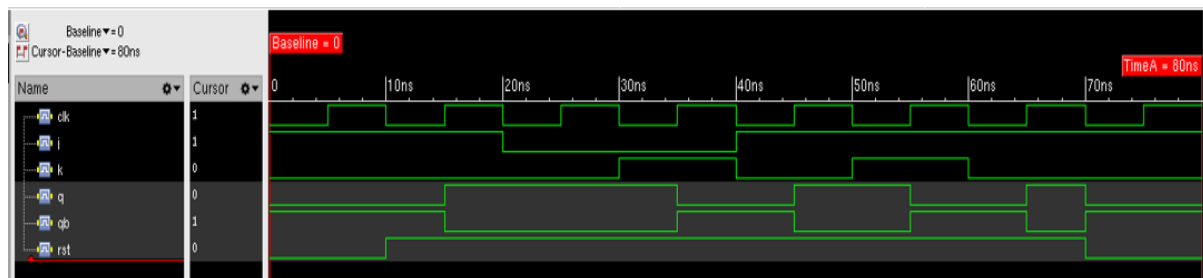 Baseline▼= 0
Cursor-Baseline▼= 80ns
Baseline = 0
TimeA = 80ns
Name Cursor 0 10ns 20ns 30ns 40ns 50ns 60ns 70ns
clk 1
j 1
k 0
q 0
qb 1
rst 0